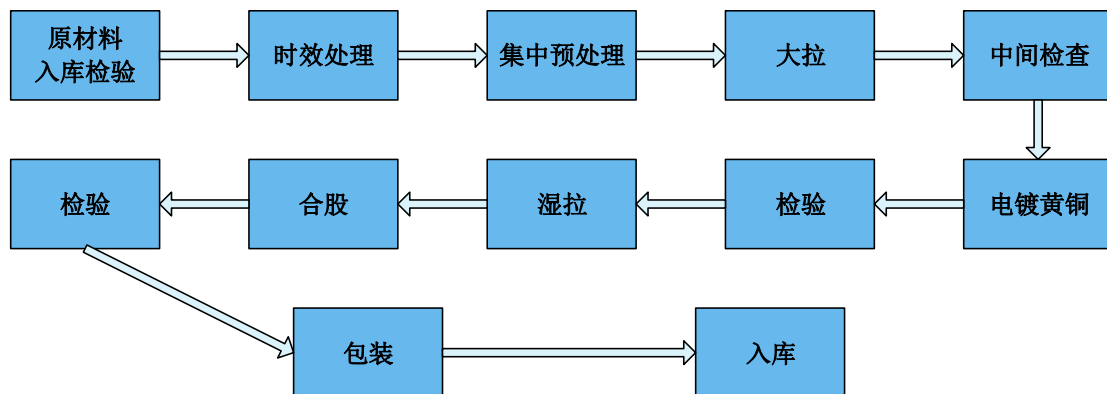 原材料
入库检验
时效处理
集中预处理
大拉
中间检查
电镀黄铜
检验
湿拉
合股
检验
包装
入库